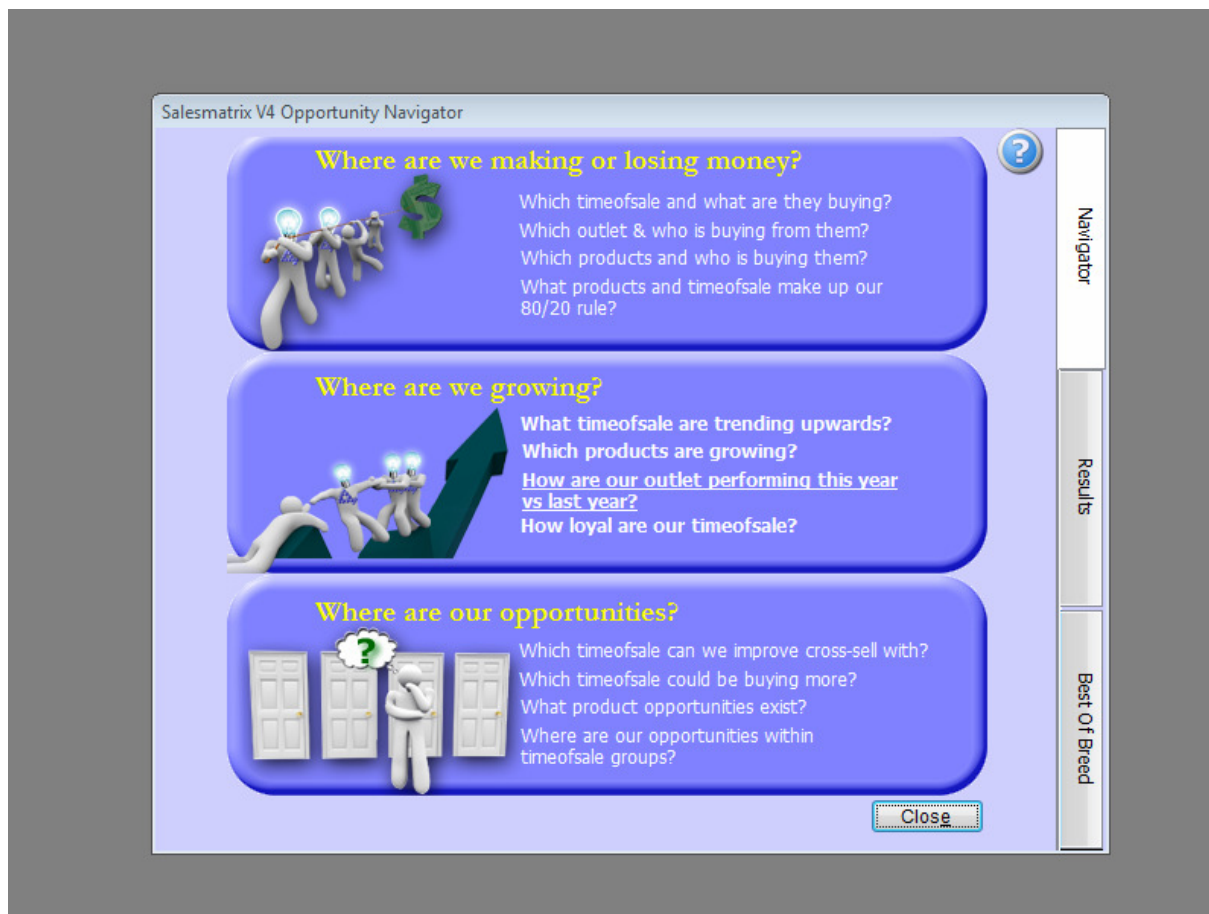 Salesmatrix V4 Opportunity Navigator
Where are we making or losing money?
$
?
Which timeofsale and what are they buying?
Which outlet & who is buying from them?
Which products and who is buying them?
What products and timeofsale make up our
80/20 rule?
Where are we growing?
What timeofsale are trending upwards?
Which products are growing?
How are our outlet performing this year
vs last year?
How loyal are our timeofsale?
Where are our opportunities?
?
Which timeofsale can we improve cross-sell with?
Which timeofsale could be buying more?
What product opportunities exist?
Where are our opportunities within
timeofsale groups?
Close
Navigator
Results
Best Of Breed